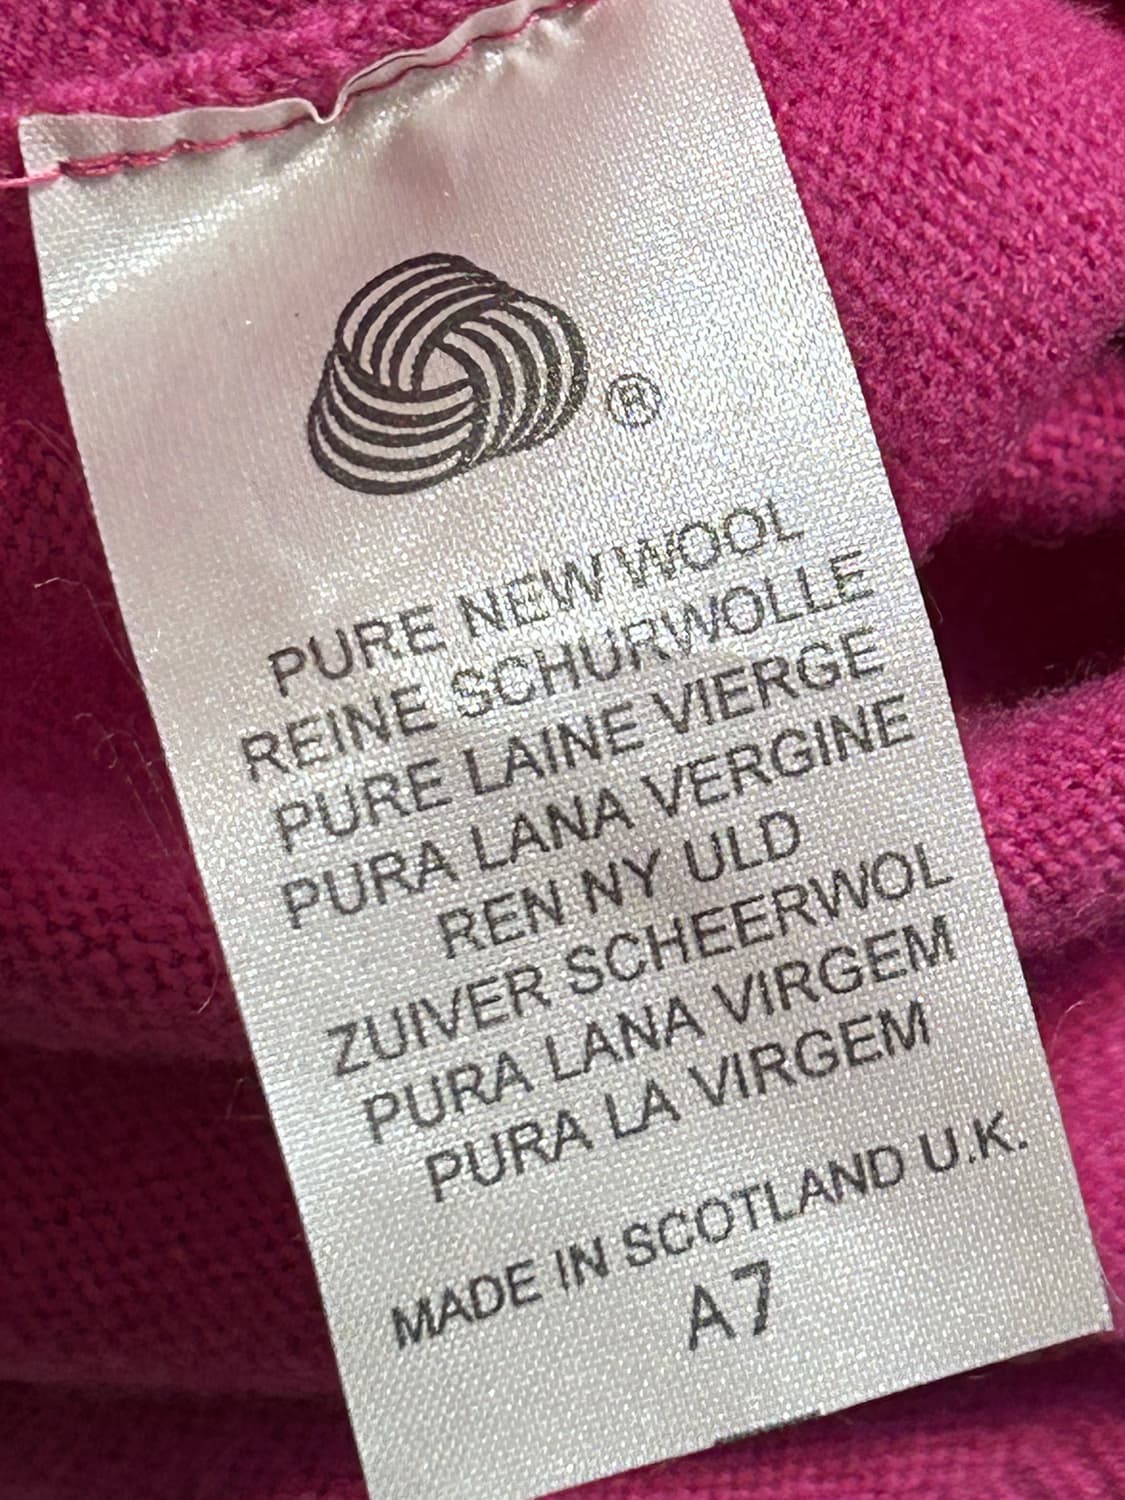 ®
PURE NEW WOOL
REINE SCHURWOLLE
PURE LAINE VIERGE
PURA LANA VERGINE
REN NY ULD
ZUIVER SCHEERWOL
PURA LANA VIRGEM
PURA LA VIRGEM
MADE IN SCOTLAND U.K.
A7